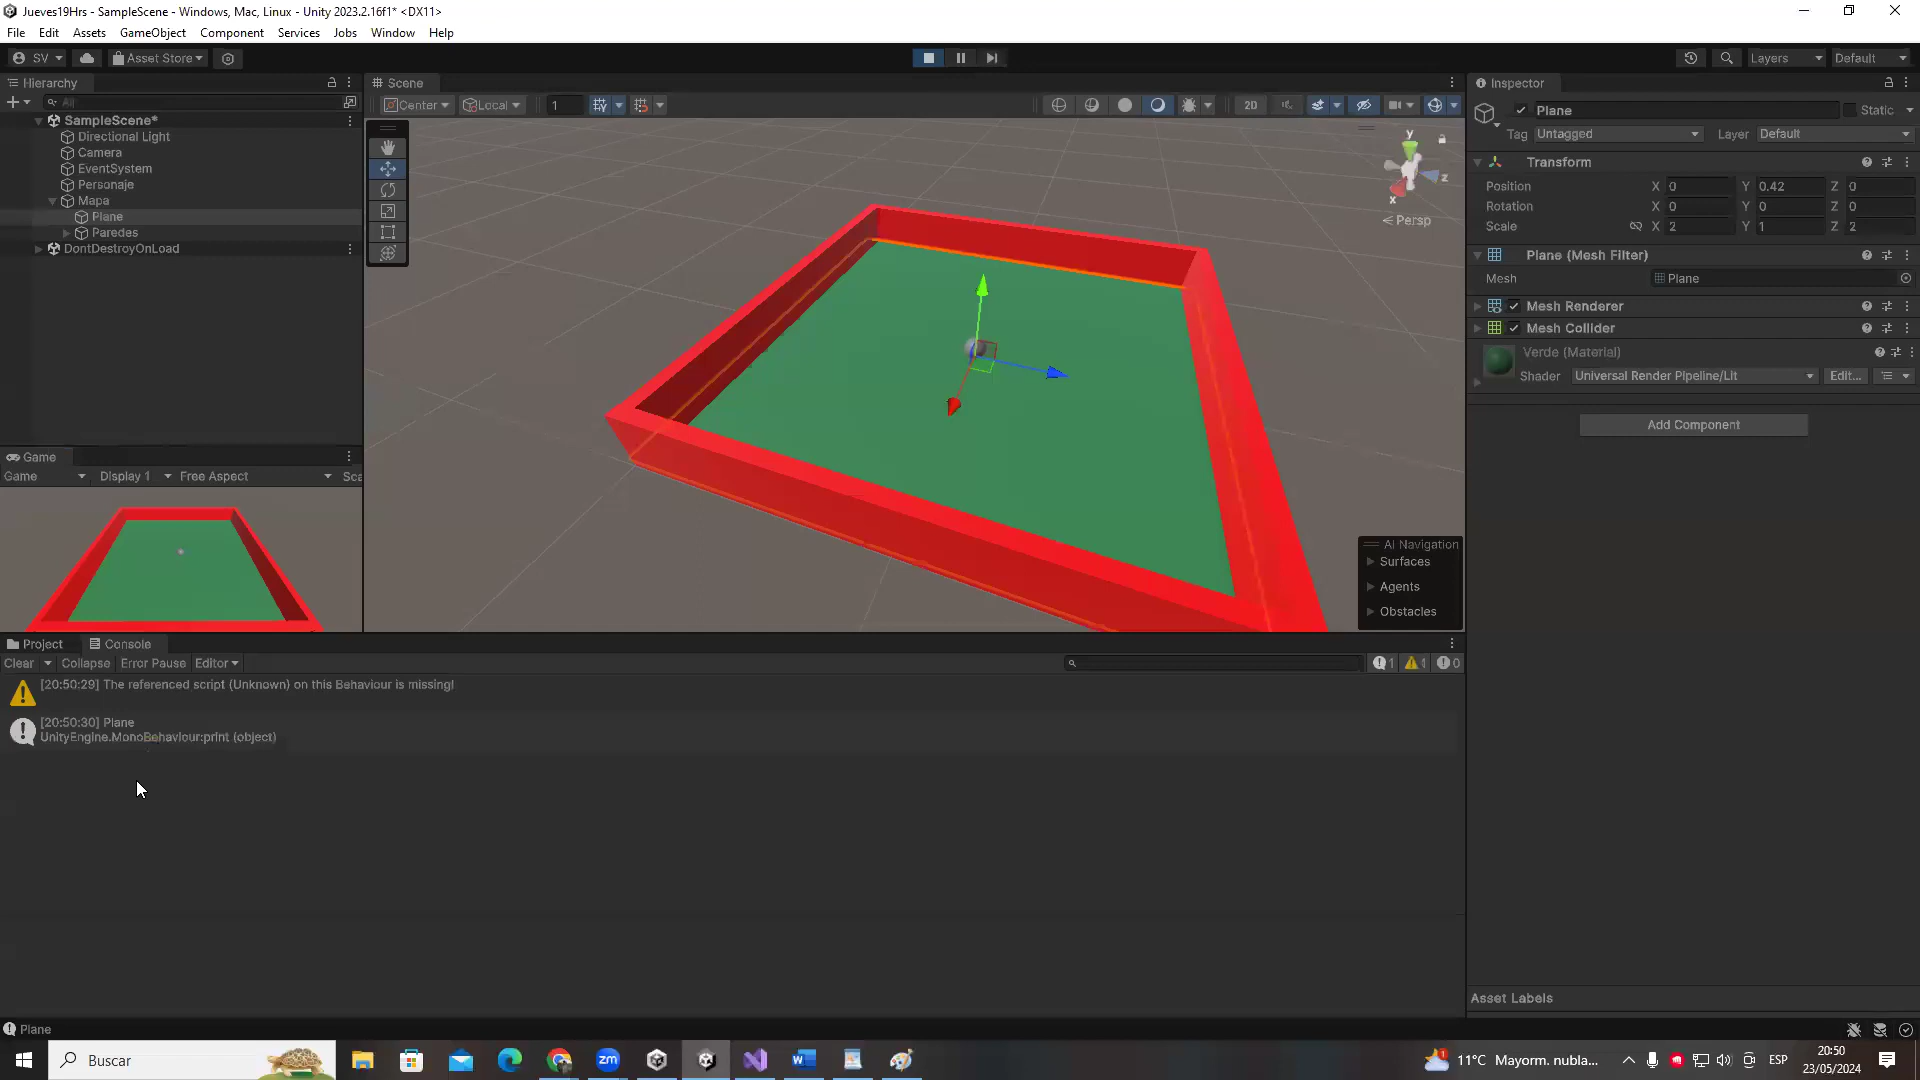 Jueves19Hrs - SampleScene - Windows, Mac, Linux - Unity 2023.2.16f1* <DX11>
File Edit Assets GameObject Component Services Jobs Window Help
SV Asset Store Layers Default
Hierarchy
All
SampleScene*
Directional Light
Camera
EventSystem
Personaje
Mapa
Plane
Paredes
DontDestroyOnLoad
Scene
Center Local 1 2D
y
z
x
< Persp
AI Navigation
Surfaces
Agents
Obstacles
Game
Game Display 1 Free Aspect Sca
Inspector
Plane Static
Tag Untagged Layer Default
Transform
Position X 0 Y 0.42 Z 0
Rotation X 0 Y 0 Z 0
Scale X 2 Y 1 Z 2
Plane (Mesh Filter)
Mesh Plane
Mesh Renderer
Mesh Collider
Verde (Material)
Shader Universal Render Pipeline/Lit Edit...
Add Component
Asset Labels
Project Console
Clear Collapse Error Pause Editor 1 1 0
[20:50:29] The referenced script (Unknown) on this Behaviour is missing!
[20:50:30] Plane
UnityEngine.MonoBehaviour:print (object)
Plane
Buscar
zm
11°C Mayorm. nubla... ESP
20:50
23/05/2024